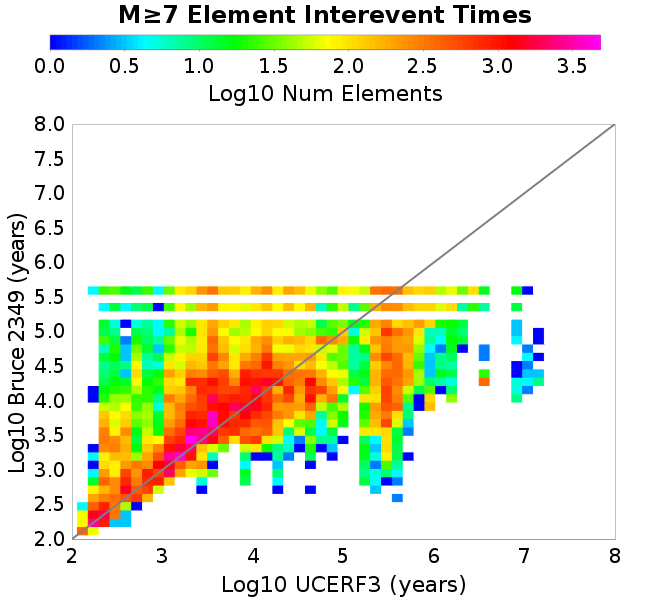 M≥7 Element Interevent Times
0.0 0.5 1.0 1.5 2.0 2.5 3.0 3.5
Log10 Num Elements
8.0
7.5
7.0
6.5
6.0
5.5
5.0
4.5
4.0
3.5
3.0
2.5
2.0
Log10 Bruce 2349 (years)
2 3 4 5 6 7 8
Log10 UCERF3 (years)